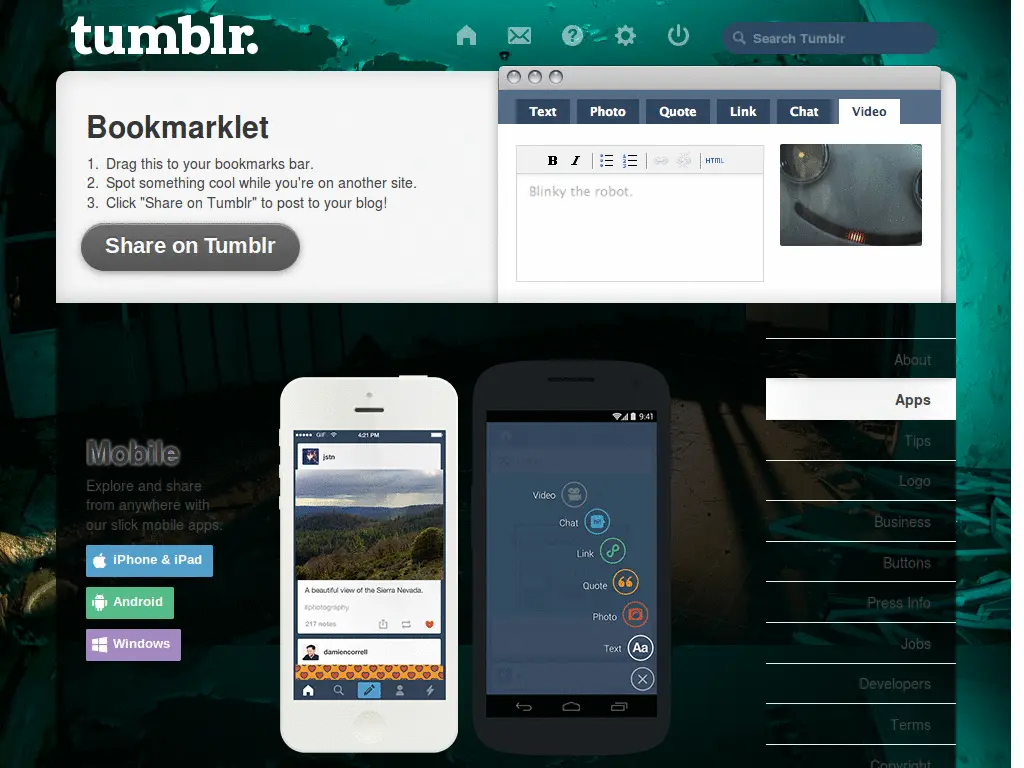 tumblr.
Search Tumblr
Bookmarklet
1. Drag this to your bookmarks bar.
2. Spot something cool while you're on another site.
3. Click "Share on Tumblr" to post to your blog!
Share on Tumblr
Text Photo Quote Link Chat Video
B I HTML
Blinky the robot.
About
Apps
Tips
Logo
Business
Buttons
Press Info
Jobs
Developers
Terms
Copyright
Mobile
Explore and share
from anywhere with
our slick mobile apps.
iPhone & iPad
Android
Windows
GIF 4:21 PM
jstn
A beautiful view of the Sierra Nevada.
#photography
217 notes
damiencorrell
9:41
Video
Chat
Link
Quote
Photo
Text Aa